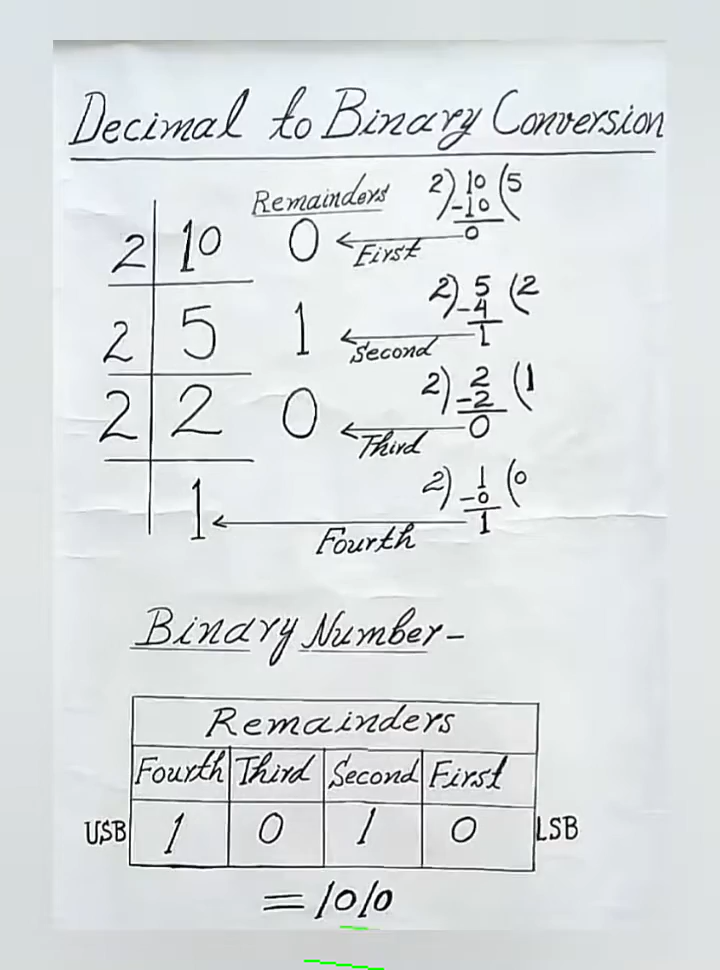 Decimal to Binary Conversion
Remainders
2) 10 (5
-10
0
2 10 0
First
2) 5 (2
-4
1
2 5 1
Second
2) 2 (1
-2
0
2 2 0
Third
2) 1 (0
-0
1
1
Fourth
Binary Number-
Remainders
Fourth Third Second First
USB 1 0 1 0 LSB
= 1010